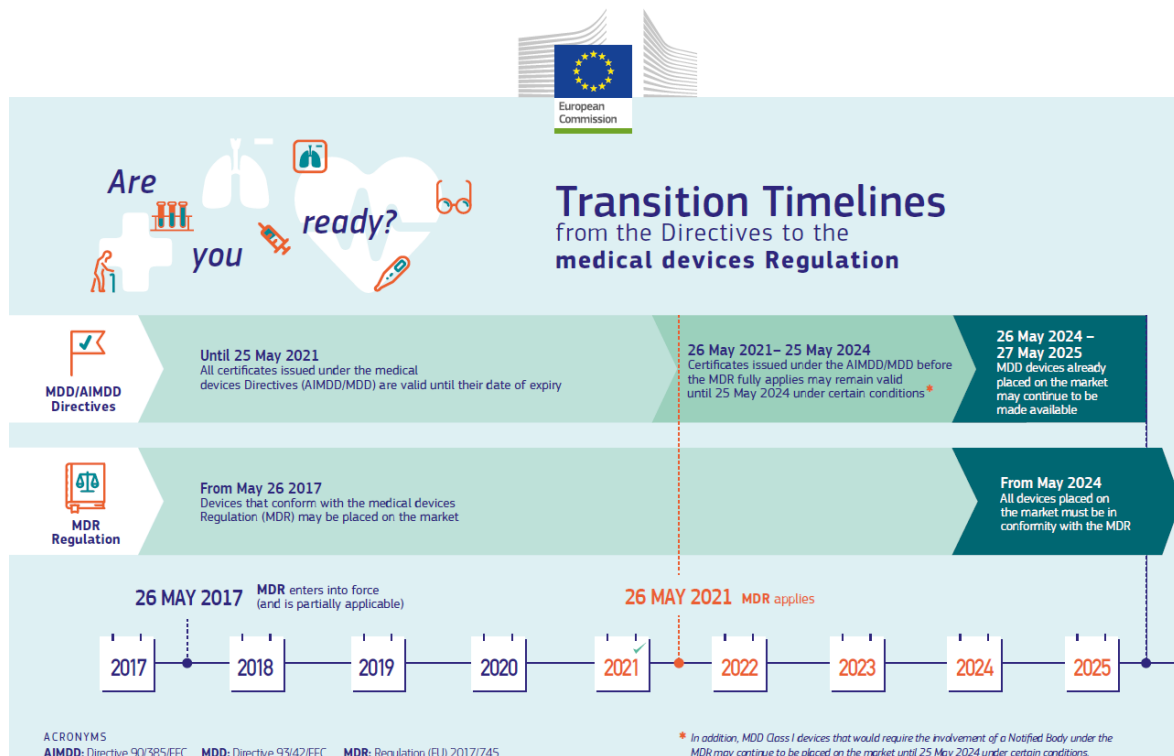 European
Commission
Are
you
ready?
Transition Timelines
from the Directives to the
medical devices Regulation
MDD/AIMDD
Directives
Until 25 May 2021
All certificates issued under the medical
devices Directives (AIMDD/MDD) are valid until their date of expiry
26 May 2021– 25 May 2024
Certificates issued under the AIMDD/MDD before
the MDR fully applies may remain valid
until 25 May 2024 under certain conditions*
26 May 2024 –
27 May 2025
MDD devices already
placed on the market
may continue to be
made available
MDR
Regulation
From May 26 2017
Devices that conform with the medical devices
Regulation (MDR) may be placed on the market
From May 2024
All devices placed on
the market must be in
conformity with the MDR
26 MAY 2017 MDR enters into force
(and is partially applicable)
26 MAY 2021 MDR applies
2017
2018
2019
2020
2021
2022
2023
2024
2025
ACRONYMS
AIMDD: Directive 90/385/EEC MDD: Directive 93/42/EEC MDR: Regulation (EU) 2017/745
* In addition, MDD Class I devices that would require the involvement of a Notified Body under the
MDR may continue to be placed on the market until 25 May 2024 under certain conditions.